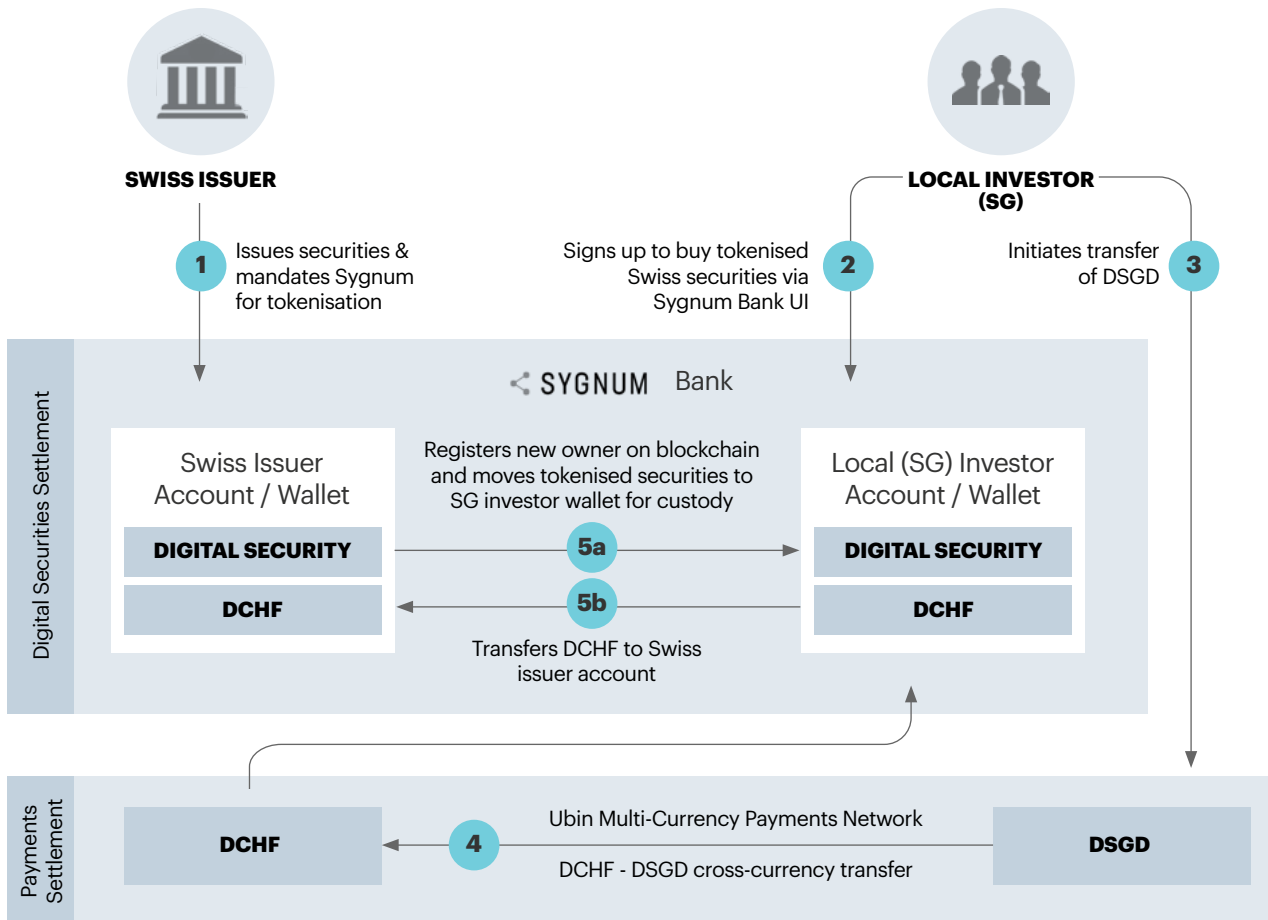 SWISS ISSUER
LOCAL INVESTOR
(SG)
1
Issues securities &
mandates Sygnum
for tokenisation
Signs up to buy tokenised
Swiss securities via
Sygnum Bank UI
2
Initiates transfer
of DSGD
3
Digital Securities Settlement
SYGNUM Bank
Swiss Issuer
Account / Wallet
DIGITAL SECURITY
DCHF
Registers new owner on blockchain
and moves tokenised securities to
SG investor wallet for custody
5a
5b
Transfers DCHF to Swiss
issuer account
Local (SG) Investor
Account / Wallet
DIGITAL SECURITY
DCHF
Payments
Settlement
DCHF
Ubin Multi-Currency Payments Network
4
DCHF - DSGD cross-currency transfer
DSGD